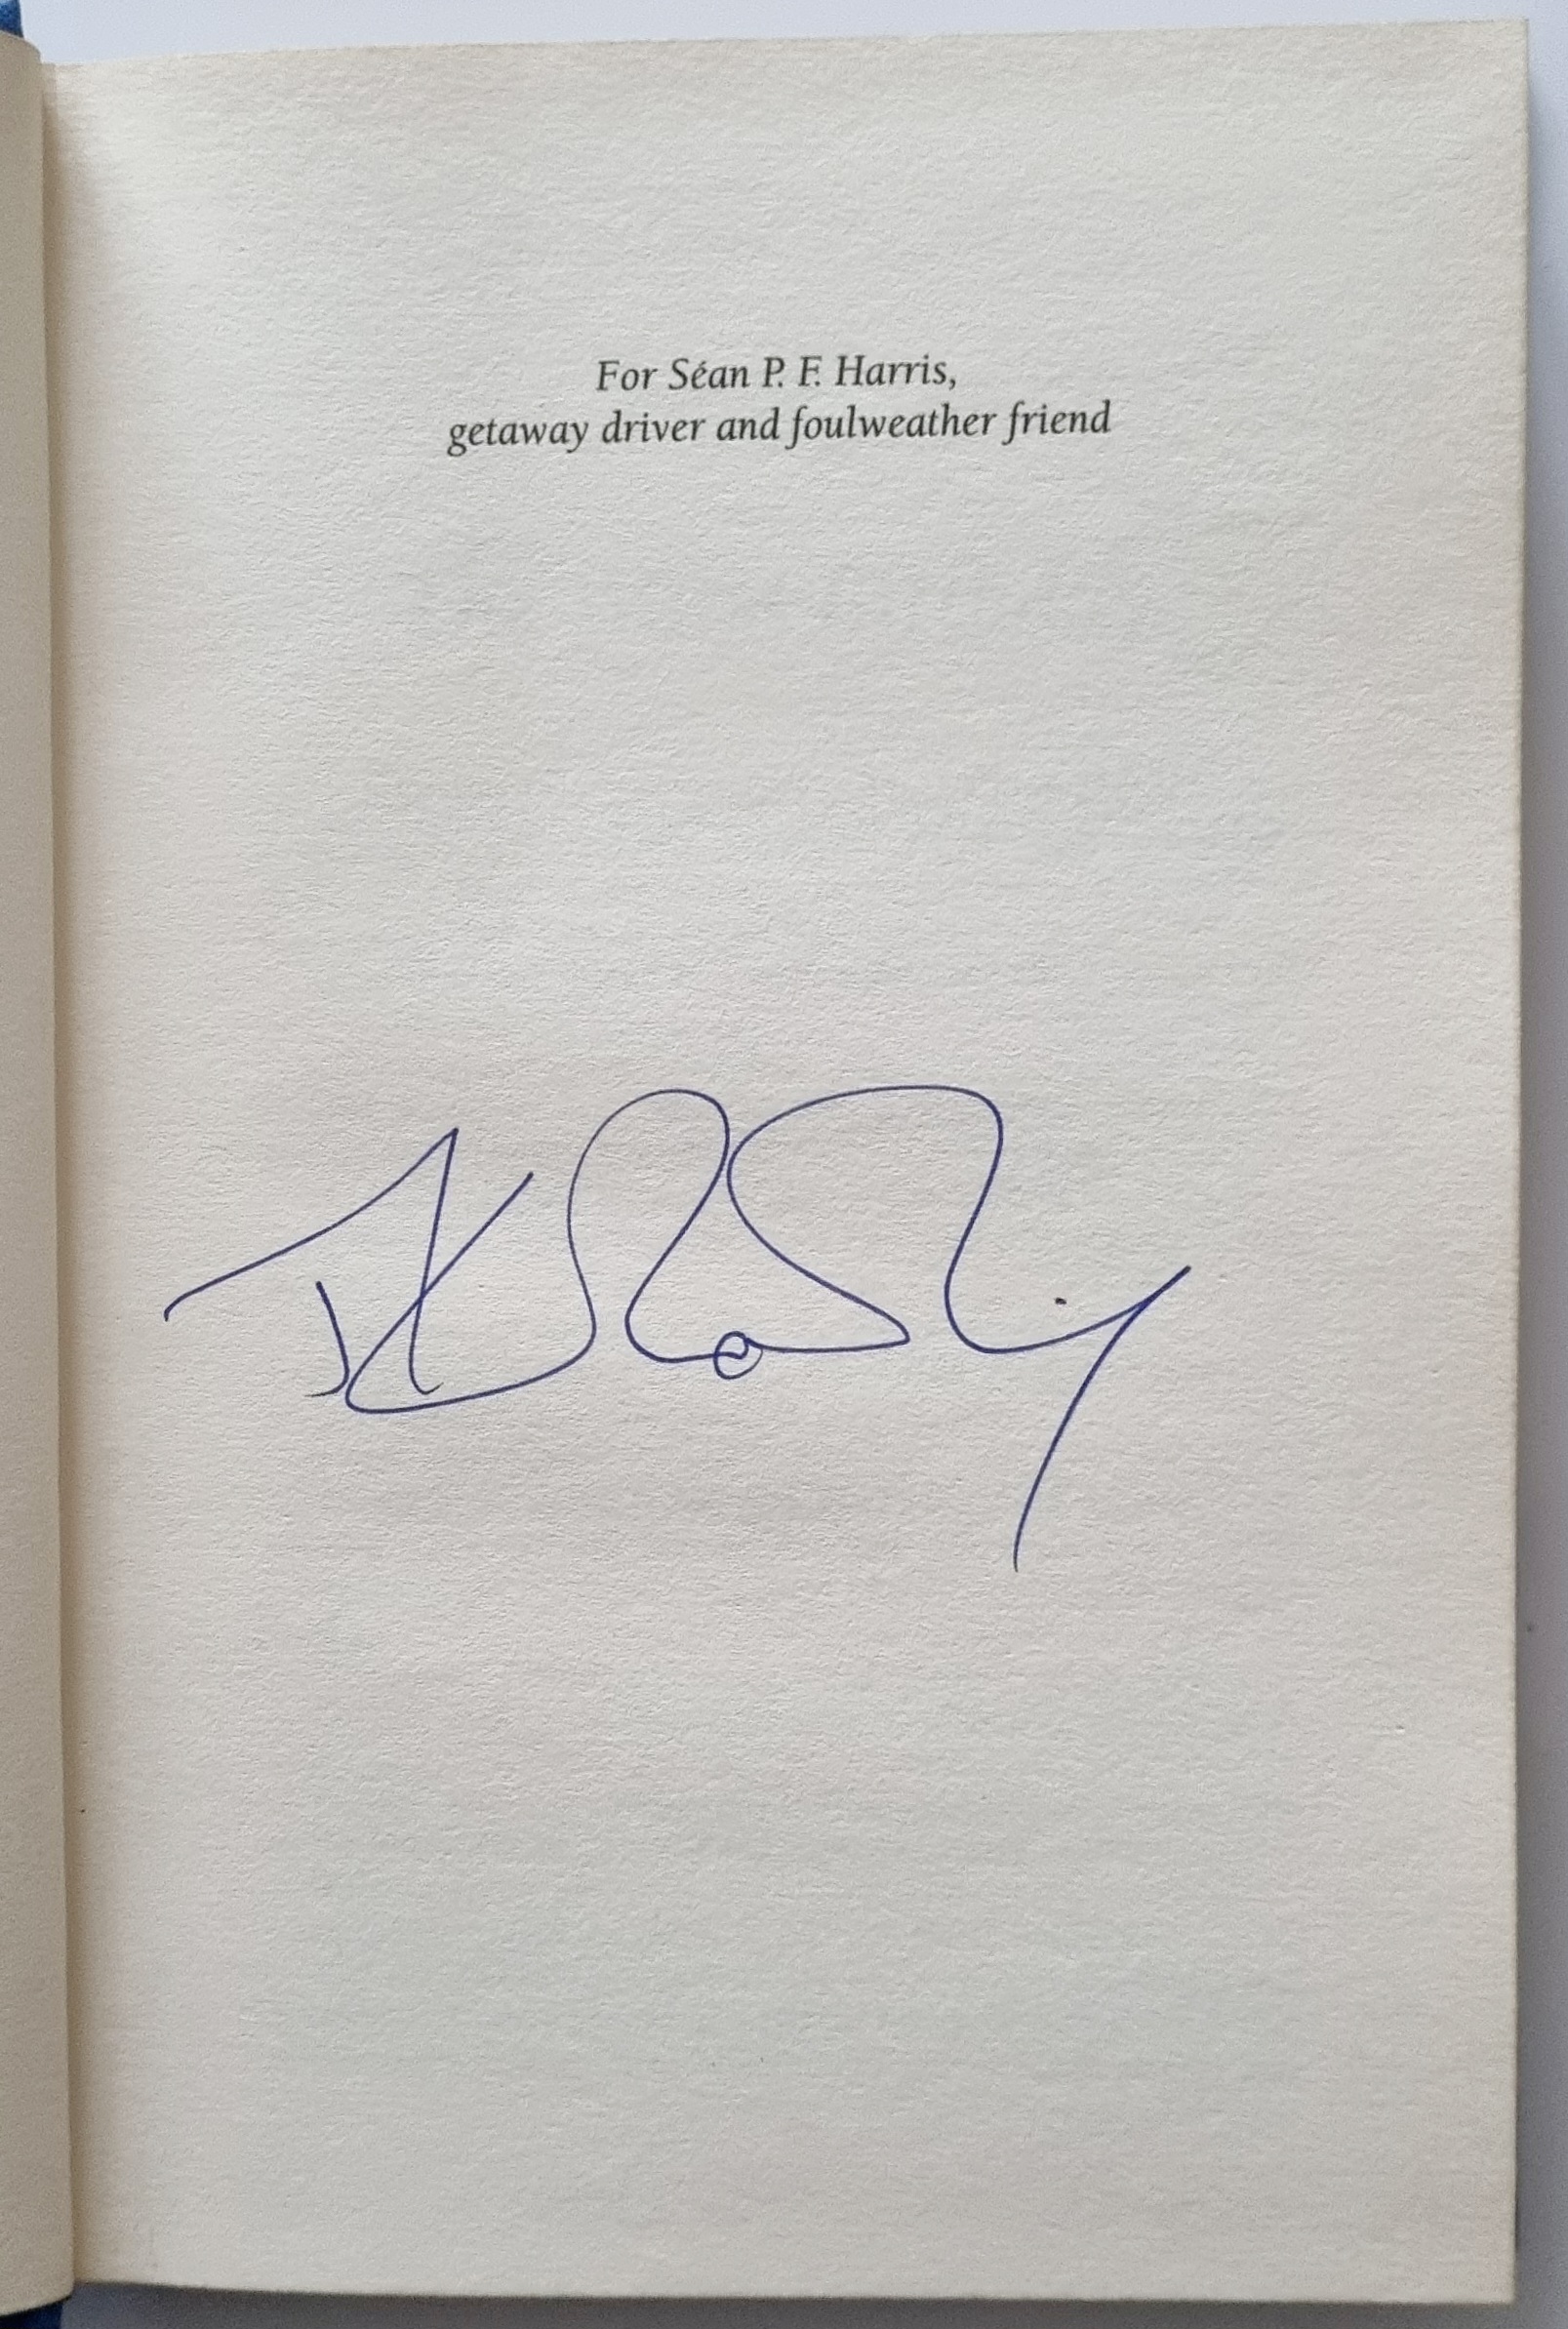 For Séan P. F. Harris,
getaway driver and foulweather friend